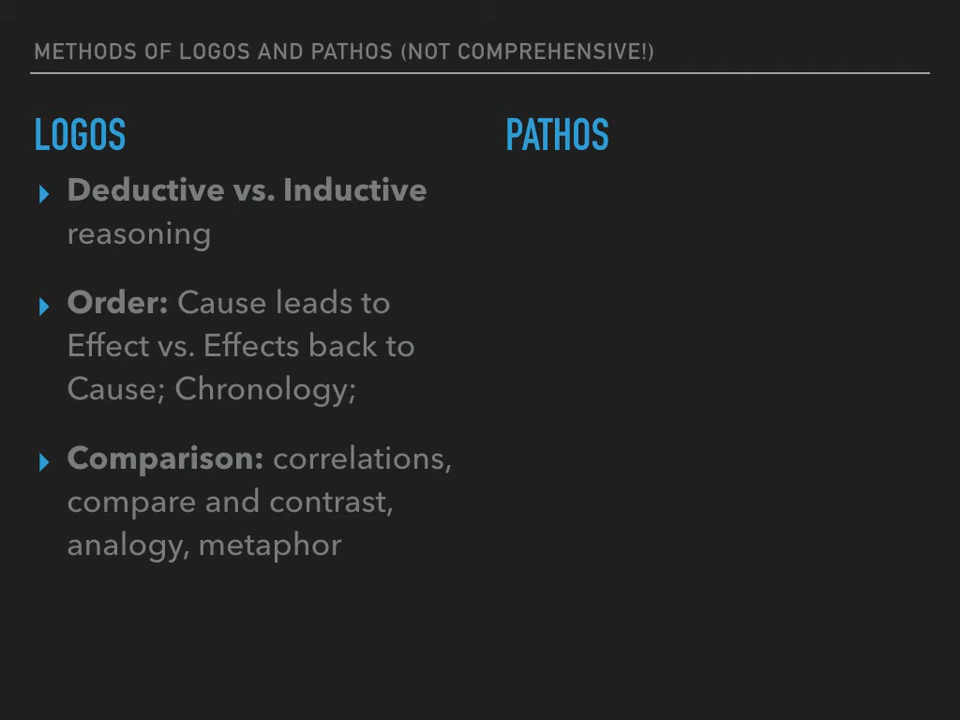 METHODS OF LOGOS AND PATHOS (NOT COMPREHENSIVE!)
LOGOS
Deductive vs. Inductive
reasoning
Order: Cause leads to
Effect vs. Effects back to
Cause; Chronology;
Comparison: correlations,
compare and contrast,
analogy, metaphor
PATHOS